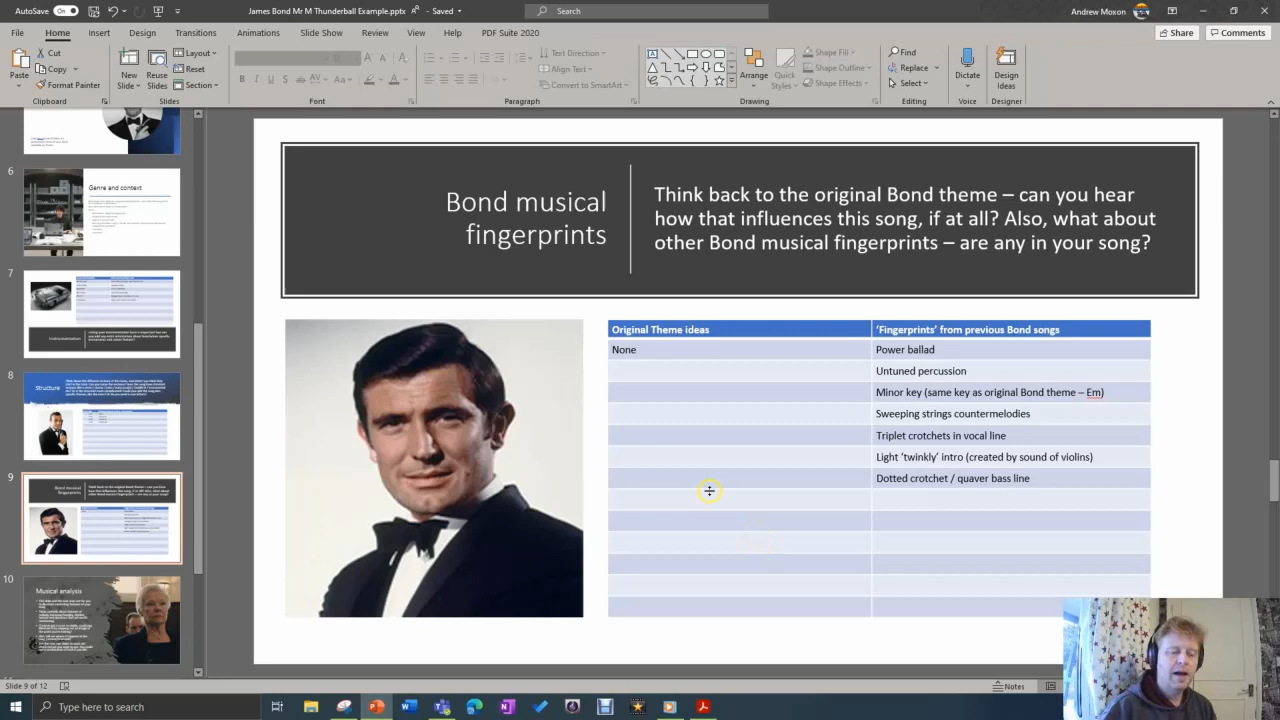 AutoSave On James Bond Mr M Thunderball Example.pptx - Saved Search Andrew Moxon
File Home Insert Design Transitions Animations Slide Show Review View Help PDF Suite 2020 Share Comments
Paste Cut Copy Format Painter
New Slides Reuse Slides Layout Reset Section
B I U S
Text Direction Align Text Convert to SmartArt
Arrange Quick Styles Shape Fill Shape Outline Shape Effects
Find Replace Select
Dictate Design Ideas
Clipboard Slides Font Paragraph Drawing Editing Voice Designer
6
Genre and context
7
Instrumentation
8
Structure
9
Bond musical
fingerprints
10
Musical analysis
Bond musical
fingerprints
Think back to the original Bond theme – can you hear
how that influences this song, if at all? Also, what about
other Bond musical fingerprints – are any in your song?
Original Theme ideas ‘Fingerprints’ from previous Bond songs
None Power ballad
Untuned percussion
Minor key (same key as original Bond theme – Em)
Sweeping strings countermelodies
Triplet crotchets in vocal line
Light ‘twinkly’ intro (created by sound of violins)
Dotted crotchet / quaver bass line
Slide 9 of 12 Notes
Type here to search